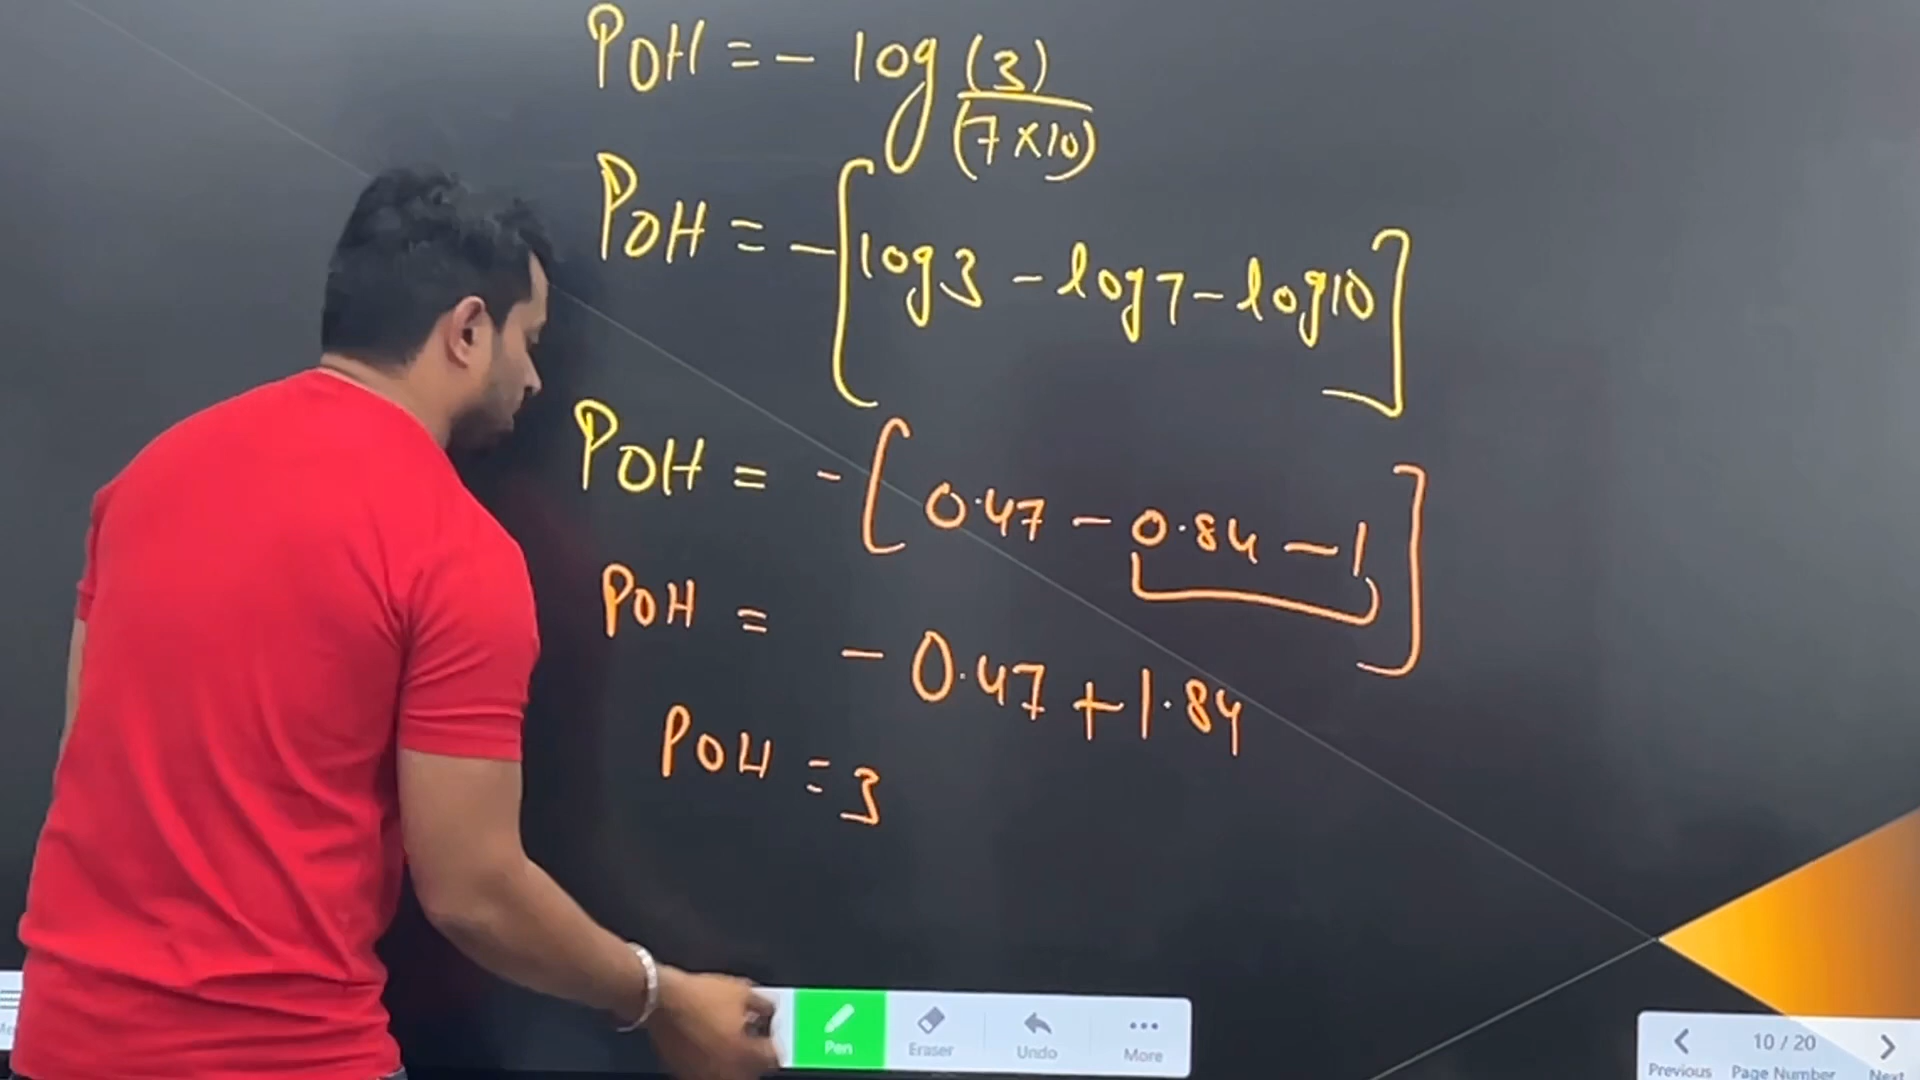 POH = - log (3)
(7×10)
POH = -[log3 - log7 - log10]
POH = -[0.47 - 0.84 - 1]
POH = - 0.47 + 1.84
POH = 3
Pen Eraser Undo More
10 / 20
Previous Page Number Next